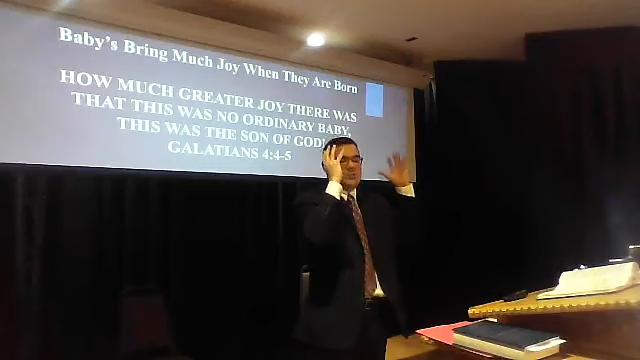 Baby's Bring Much Joy When They Are Born
HOW MUCH GREATER JOY THERE WAS
THAT THIS WAS NO ORDINARY BABY,
THIS WAS THE SON OF GOD!
GALATIANS 4:4-5